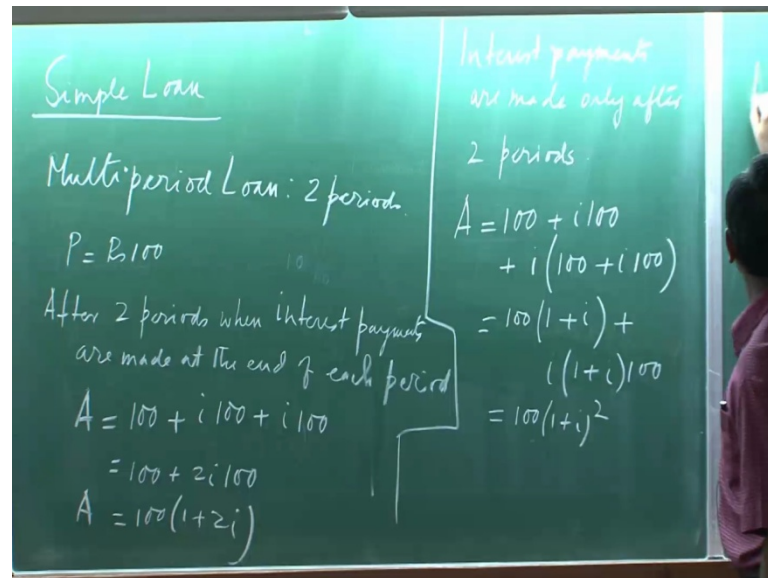 Simple Loan
Multiperiod Loan: 2 periods.
P = Rs100
After 2 periods when interest payments
are made at the end of each period
A = 100 + i100 + i100
= 100 + 2i100
A = 100(1+2i)
Interest payments
are made only after
2 periods.
A = 100 + i100
+ i(100 + i100)
= 100(1+i) +
i(1+i)100
= 100(1+i)²